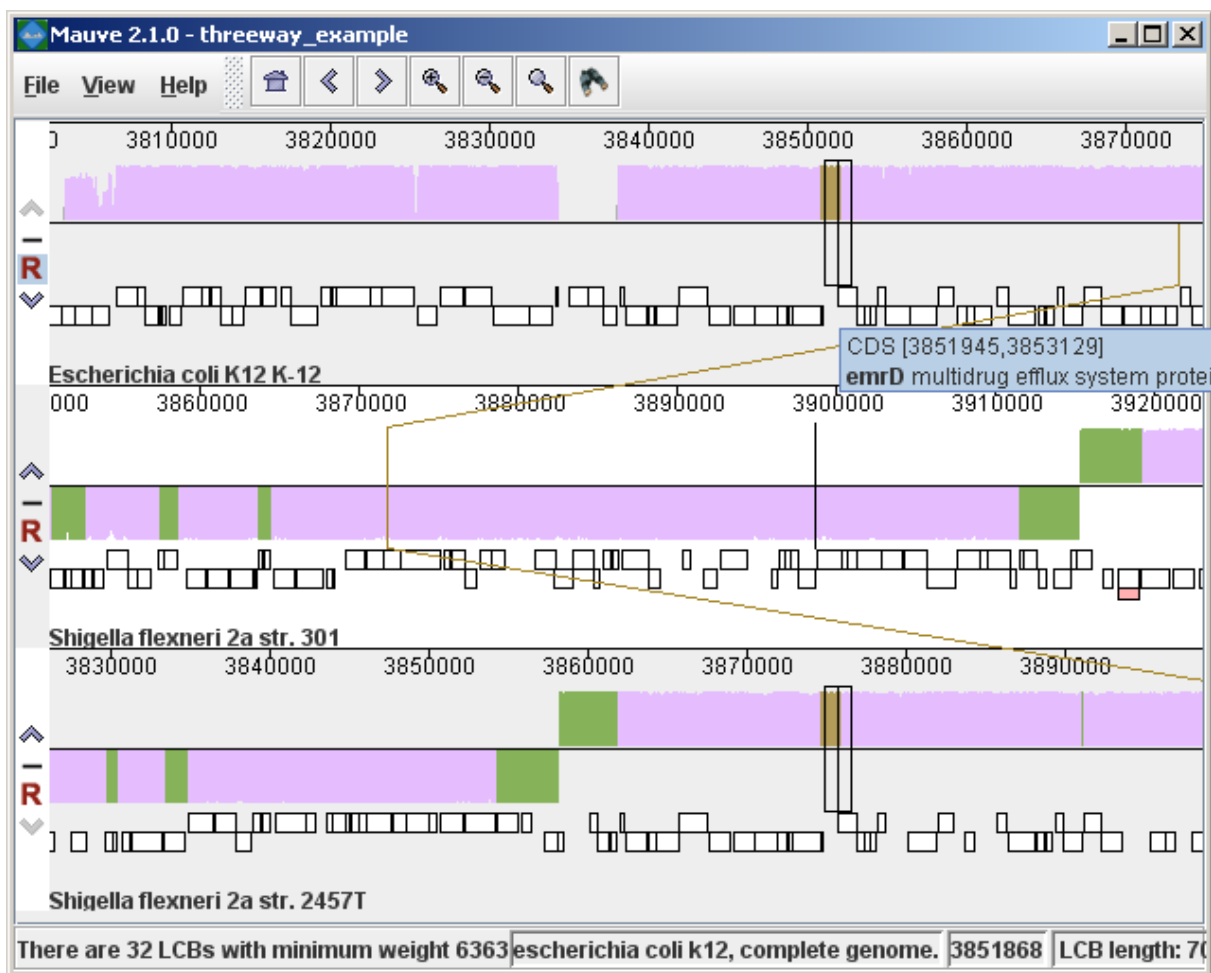 Mauve 2.1.0 - threeway_example
File View Help
3810000 3820000 3830000 3840000 3850000 3860000 3870000
R
CDS [3851945,3853129]
emrD multidrug efflux system protei
Escherichia coli K12 K-12
000 3860000 3870000 3880000 3890000 3900000 3910000 3920000
R
Shigella flexneri 2a str. 301
3830000 3840000 3850000 3860000 3870000 3880000 3890000
R
Shigella flexneri 2a str. 2457T
There are 32 LCBs with minimum weight 6363 escherichia coli k12, complete genome. 3851868 LCB length: 70